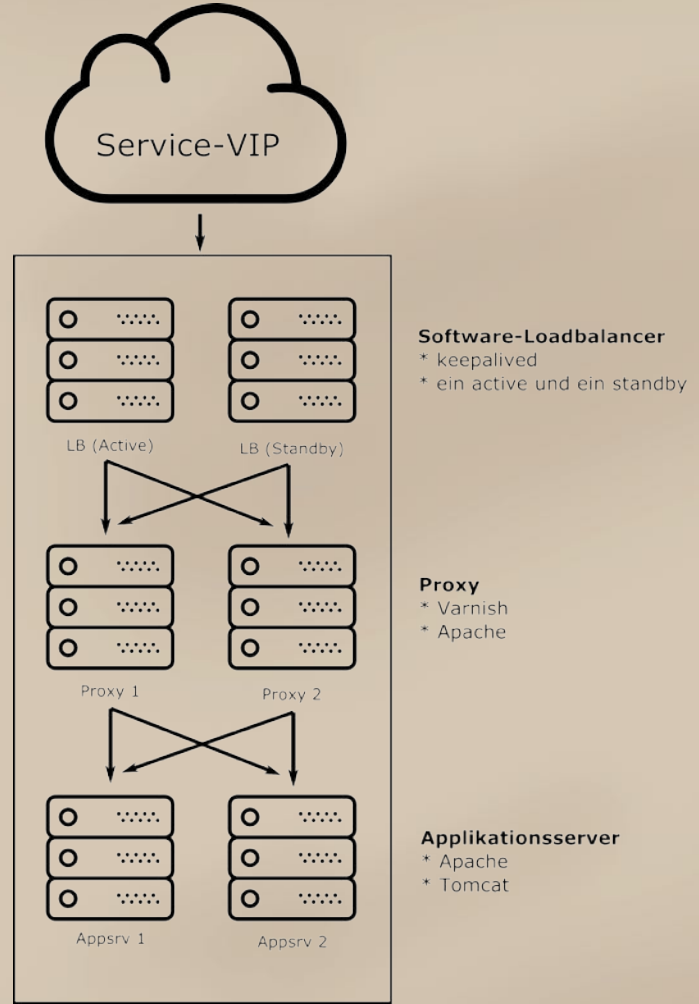 Service-VIP
LB (Active)
LB (Standby)
Software-Loadbalancer
* keepalived
* ein active und ein standby
Proxy 1
Proxy 2
Proxy
* Varnish
* Apache
Appsrv 1
Appsrv 2
Applikationsserver
* Apache
* Tomcat